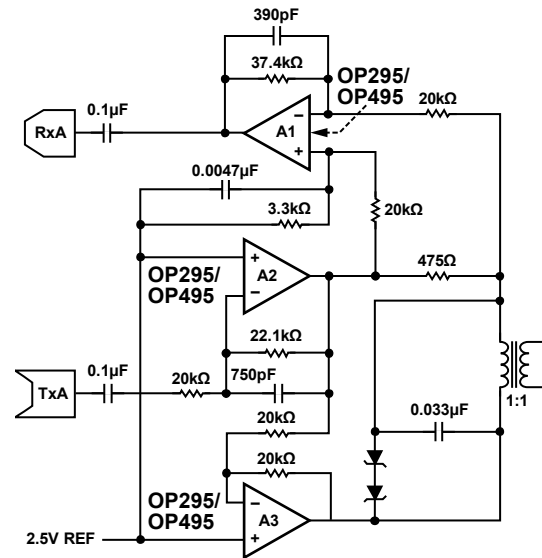 390pF
37.4kΩ
OP295/
OP495
20kΩ
0.1µF
RxA
A1
−
+
0.0047µF
3.3kΩ
20kΩ
OP295/
OP495
+
−
A2
475Ω
22.1kΩ
750pF
0.1µF
TxA
20kΩ
1:1
0.033µF
20kΩ
20kΩ
OP295/
OP495
−
+
A3
2.5V REF